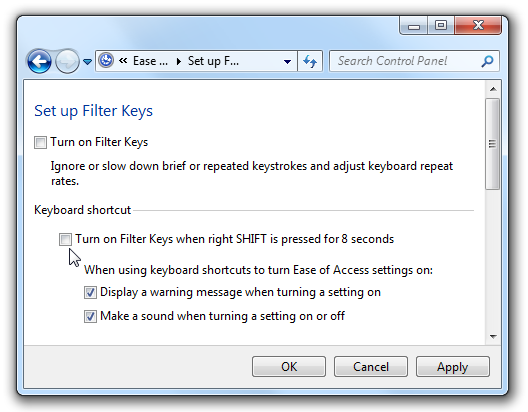 « Ease ... ▸ Set up F...
Search Control Panel
Set up Filter Keys
Turn on Filter Keys
Ignore or slow down brief or repeated keystrokes and adjust keyboard repeat
rates.
Keyboard shortcut
Turn on Filter Keys when right SHIFT is pressed for 8 seconds
When using keyboard shortcuts to turn Ease of Access settings on:
Display a warning message when turning a setting on
Make a sound when turning a setting on or off
OK Cancel Apply